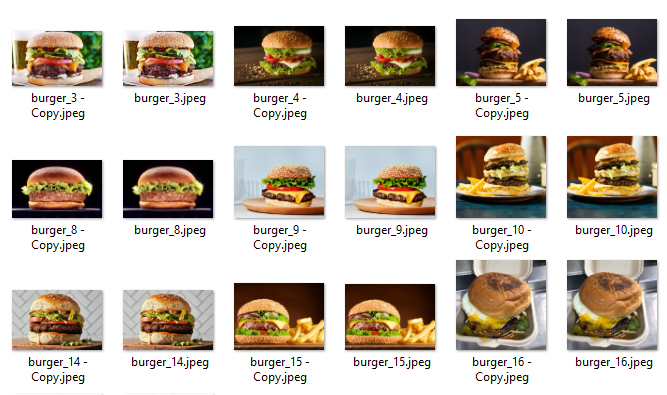 burger_3 -
Copy.jpeg
burger_3.jpeg
burger_4 -
Copy.jpeg
burger_4.jpeg
burger_5 -
Copy.jpeg
burger_5.jpeg
burger_8 -
Copy.jpeg
burger_8.jpeg
burger_9 -
Copy.jpeg
burger_9.jpeg
burger_10 -
Copy.jpeg
burger_10.jpeg
burger_14 -
Copy.jpeg
burger_14.jpeg
burger_15 -
Copy.jpeg
burger_15.jpeg
burger_16 -
Copy.jpeg
burger_16.jpeg